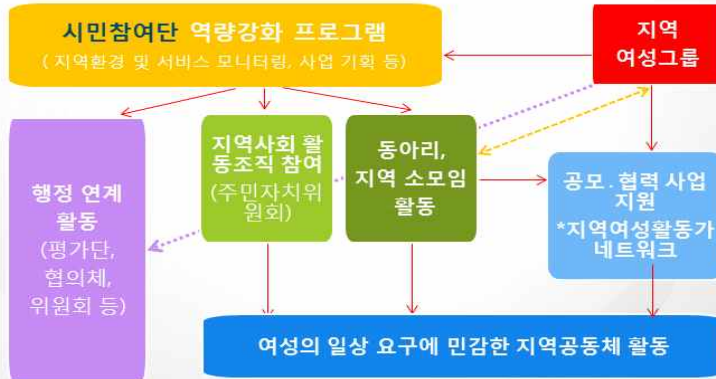 시민참여단 역량강화 프로그램
( 지역환경 및 서비스 모니터링, 사업 기획 등)
지역
여성그룹
행정 연계
활동
(평가단,
협의체,
위원회 등)
지역사회 활
동조직 참여
(주민자치위
원회)
동아리,
지역 소모임
활동
공모.협력 사업
지원
*지역여성활동가
네트워크
여성의 일상 요구에 민감한 지역공동체 활동